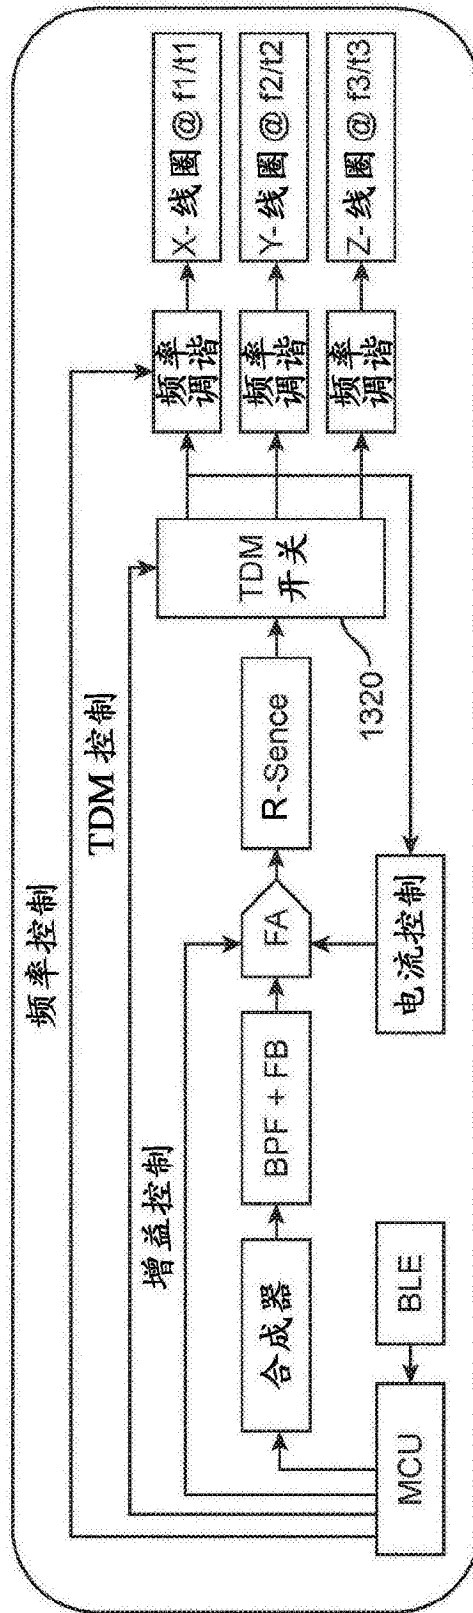 频率控制
TDM 控制
增益控制
X- 线圈 @ f1/t1
Y- 线圈 @ f2/t2
Z- 线圈 @ f3/t3
频率
调谐
频率
调谐
频率
调谐
TDM
开关
1320
R-Sence
FA
BPF + FB
合成器
电流控制
BLE
MCU